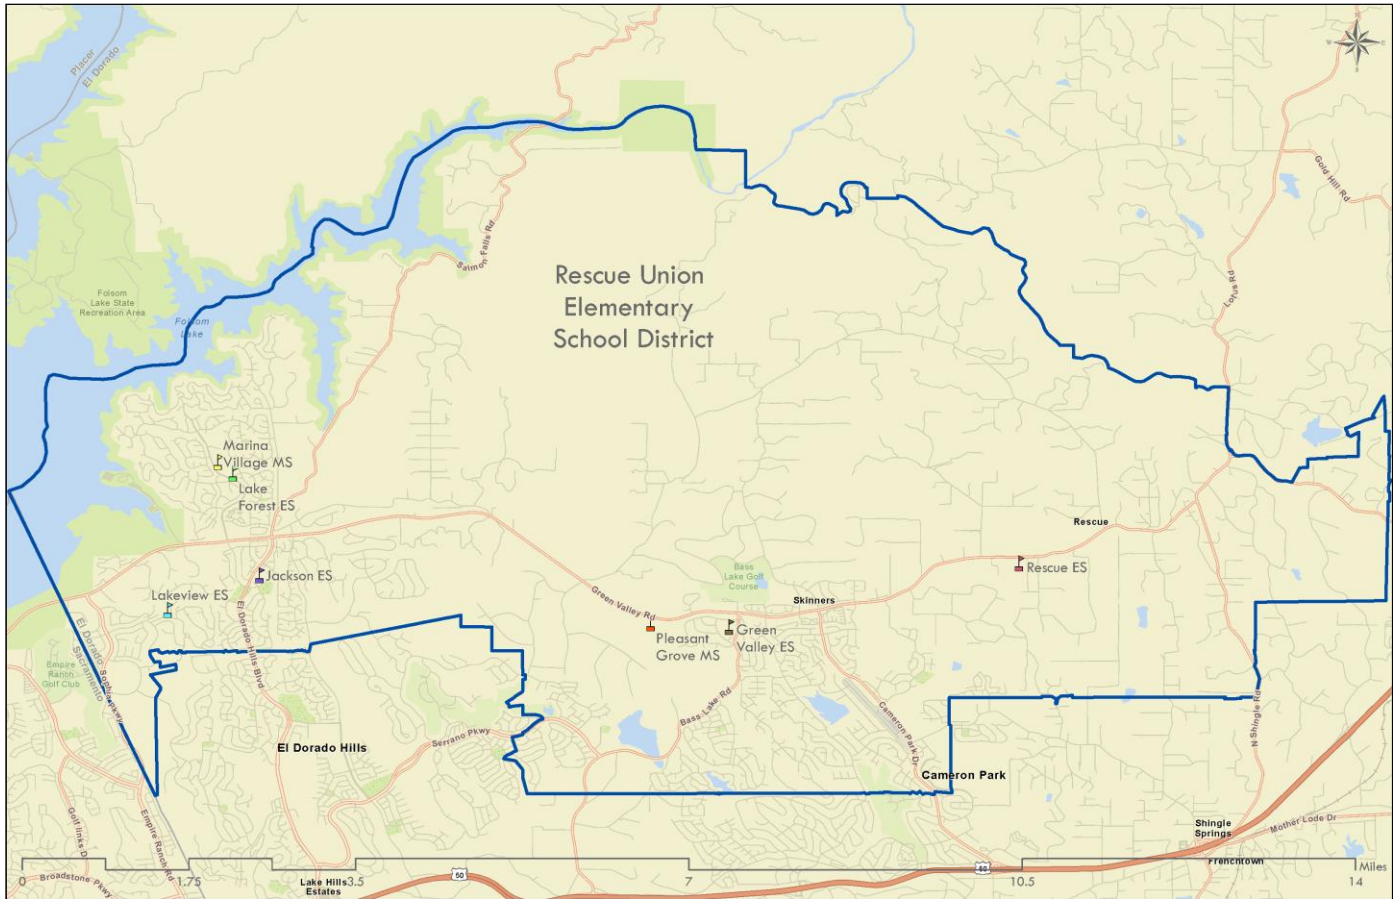 Placer
El Dorado
W
E
Gold Hill Rd
Salmon Falls Rd
Lotus Rd
Rescue Union
Elementary
School District
Folsom
Lake State
Recreation Area
Folsom
Lake
Marina
Village MS
Lake
Forest ES
Rescue
Jackson ES
Rescue ES
Bass
Lake Golf
Course
Lakeview ES
Skinners
Green Valley Rd
El Dorado Hills Blvd
Pleasant
Grove MS
Green
Valley ES
El Dorado
Sacramento
Sophia Pkwy
Empire
Ranch
Golf Club
Bass Lake Rd
Cameron Park Dr
N Shingle Rd
Serrano Pkwy
El Dorado Hills
Cameron Park
Golf links D
Empire Ranch Rd
Shingle
Springs
Mother Lode Dr
Frenchtown
50
50
Miles
0
1.75
3.5
7
10.5
14
Broadstone Pkwy
Lake Hills
Estates